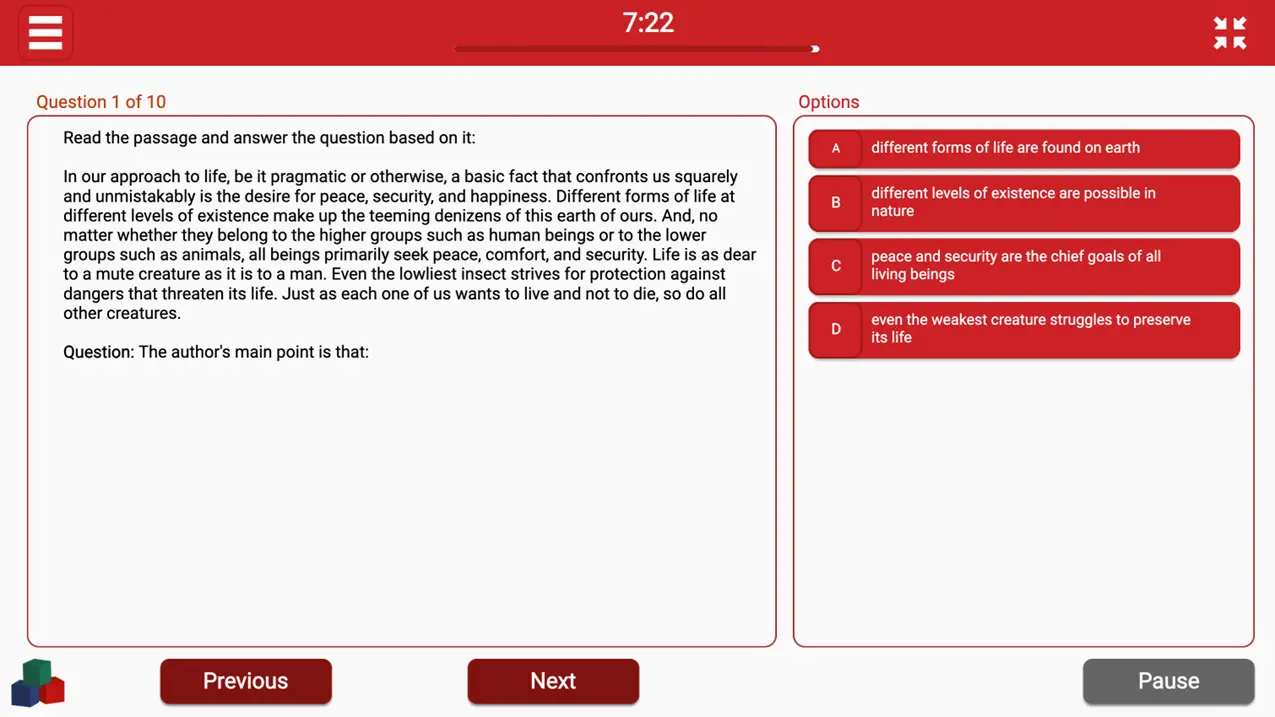 7:22
Question 1 of 10
Read the passage and answer the question based on it:
In our approach to life, be it pragmatic or otherwise, a basic fact that confronts us squarely
and unmistakably is the desire for peace, security, and happiness. Different forms of life at
different levels of existence make up the teeming denizens of this earth of ours. And, no
matter whether they belong to the higher groups such as human beings or to the lower
groups such as animals, all beings primarily seek peace, comfort, and security. Life is as dear
to a mute creature as it is to a man. Even the lowliest insect strives for protection against
dangers that threaten its life. Just as each one of us wants to live and not to die, so do all
other creatures.
Question: The author's main point is that:
Options
A different forms of life are found on earth
B different levels of existence are possible in
nature
C peace and security are the chief goals of all
living beings
D even the weakest creature struggles to preserve
its life
Previous
Next
Pause